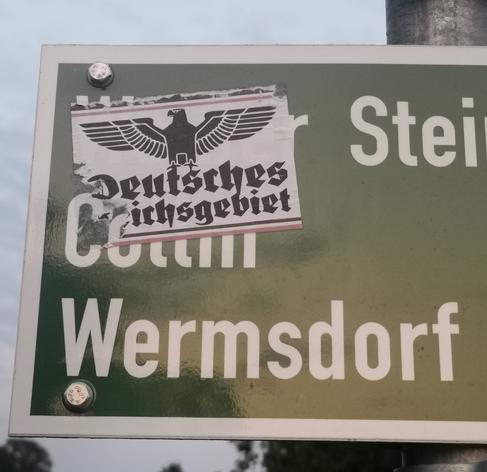 Stei
Deutsches
ichsgebiet
Wermsdorf